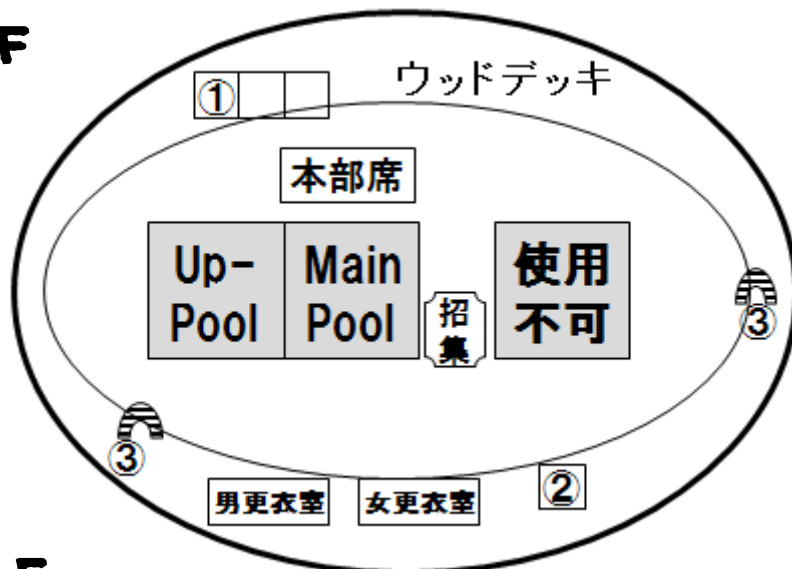 F
ウッドデッキ
①
本部席
Up-
Pool
Main
Pool
招
集
使用
不可
③
③
男更衣室
女更衣室
②
F